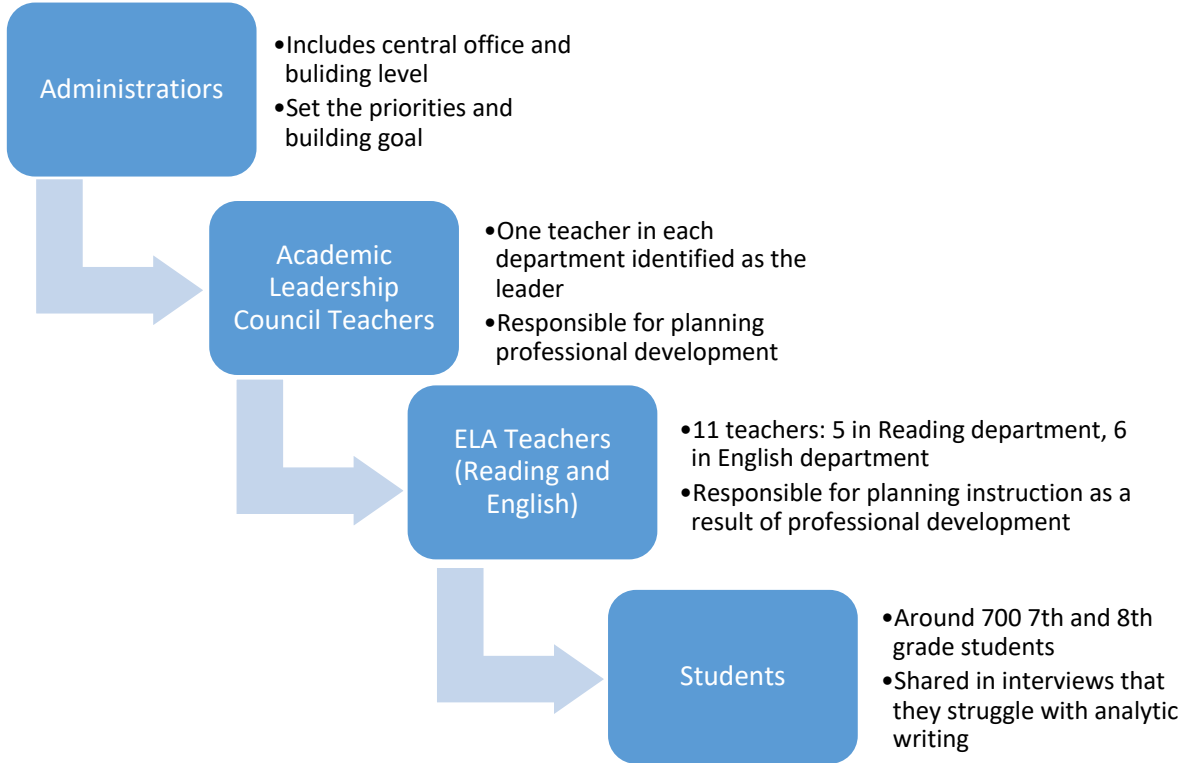 Administratiors
•Includes central office and
buliding level
•Set the priorities and
building goal
Academic
Leadership
Council Teachers
•One teacher in each
department identified as the
leader
•Responsible for planning
professional development
ELA Teachers
(Reading and
English)
•11 teachers: 5 in Reading department, 6
in English department
•Responsible for planning instruction as a
result of professional development
Students
•Around 700 7th and 8th
grade students
•Shared in interviews that
they struggle with analytic
writing